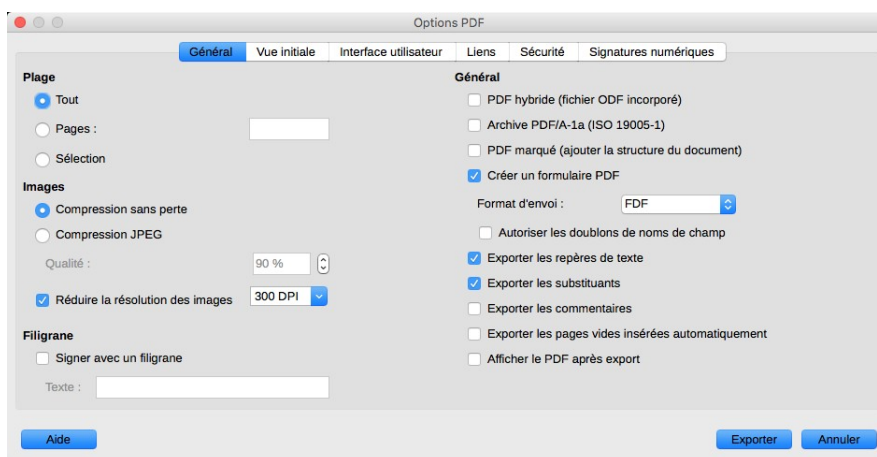 Options PDF
Général Vue initiale Interface utilisateur Liens Sécurité Signatures numériques
Plage
Tout
Pages :
Sélection
Images
Compression sans perte
Compression JPEG
Qualité : 90 %
Réduire la résolution des images 300 DPI
Filigrane
Signer avec un filigrane
Texte :
Général
PDF hybride (fichier ODF incorporé)
Archive PDF/A-1a (ISO 19005-1)
PDF marqué (ajouter la structure du document)
Créer un formulaire PDF
Format d'envoi : FDF
Autoriser les doublons de noms de champ
Exporter les repères de texte
Exporter les substituants
Exporter les commentaires
Exporter les pages vides insérées automatiquement
Afficher le PDF après export
Aide Exporter Annuler